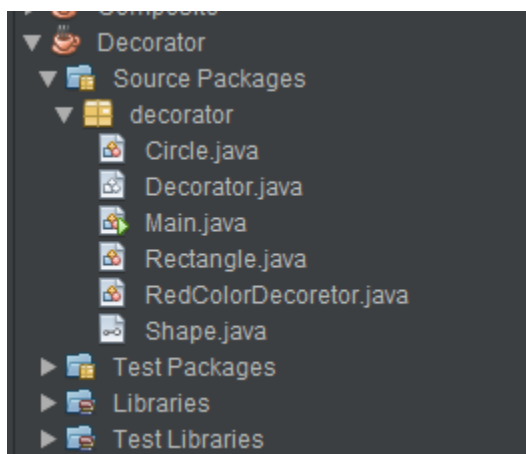 Composite
Decorator
Source Packages
decorator
Circle.java
Decorator.java
Main.java
Rectangle.java
RedColorDecoretor.java
Shape.java
Test Packages
Libraries
Test Libraries